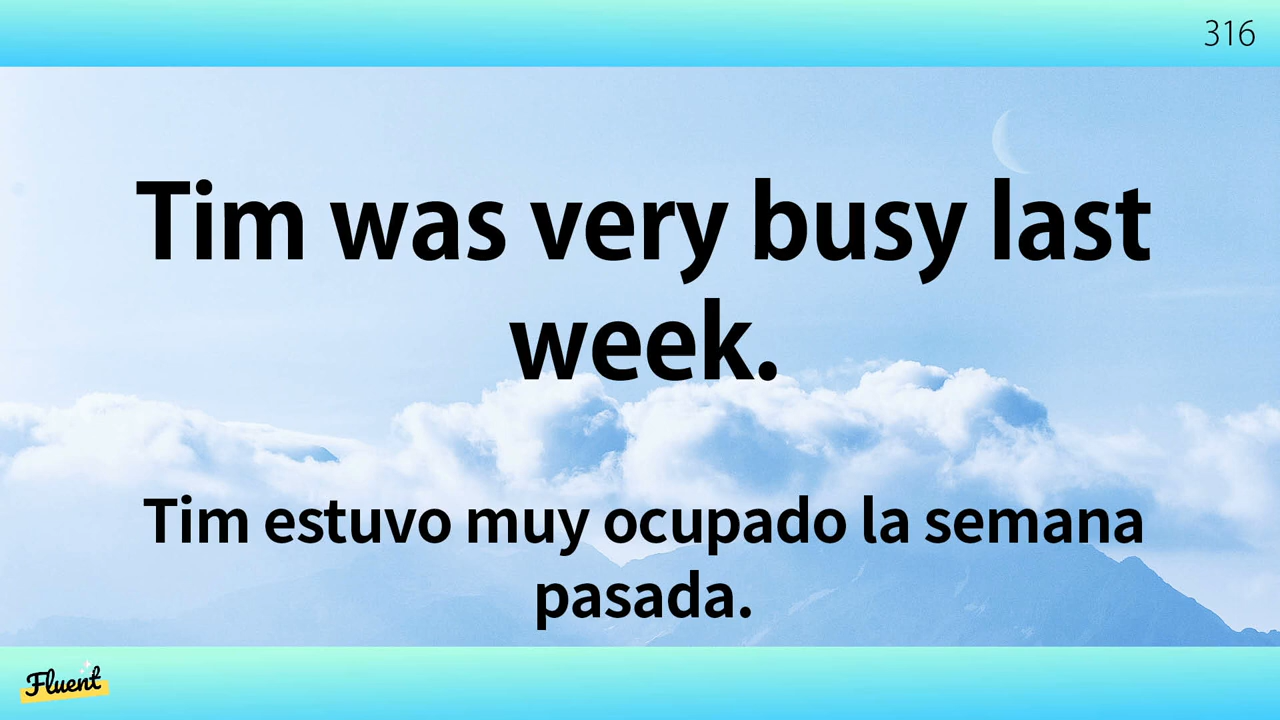 316
Tim was very busy last
week.
Tim estuvo muy ocupado la semana
pasada.
Fluent